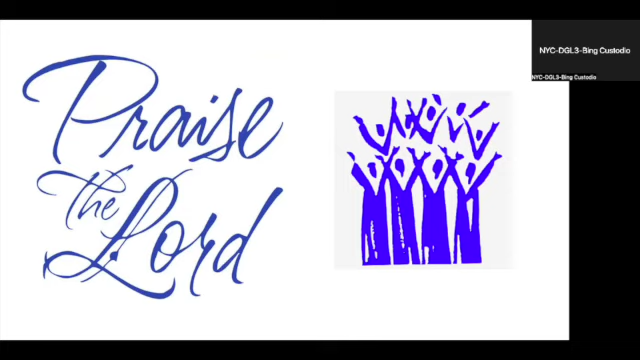 Praise
the
Lord
NYC-DGL3-Bing Custodio
NYC-DGL3-Bing Custodio